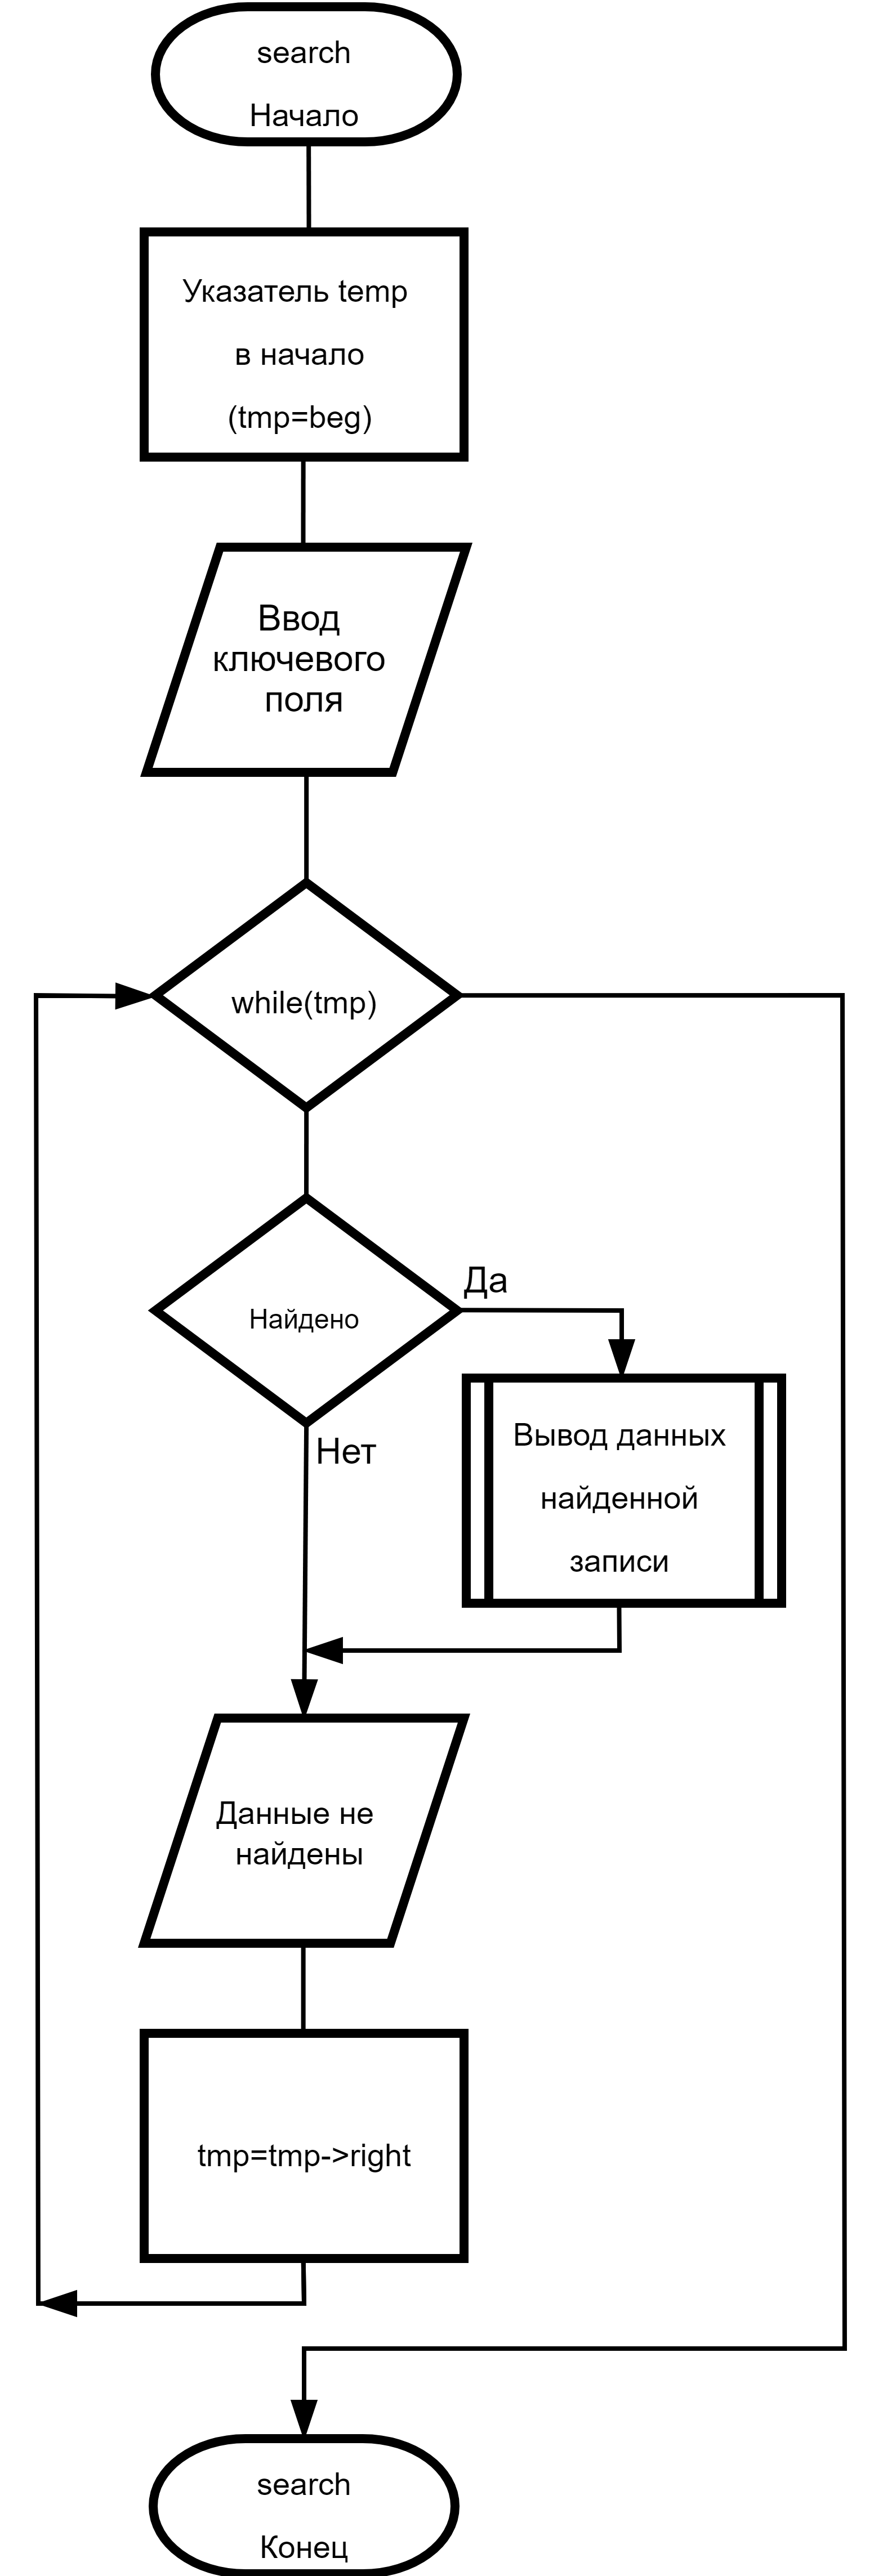 search
Начало
Указатель temp
в начало
(tmp=beg)
Ввод
ключевого
поля
while(tmp)
Найдено
Да
Нет
Вывод данных
найденной
записи
Данные не
найдены
tmp=tmp->right
search
Конец